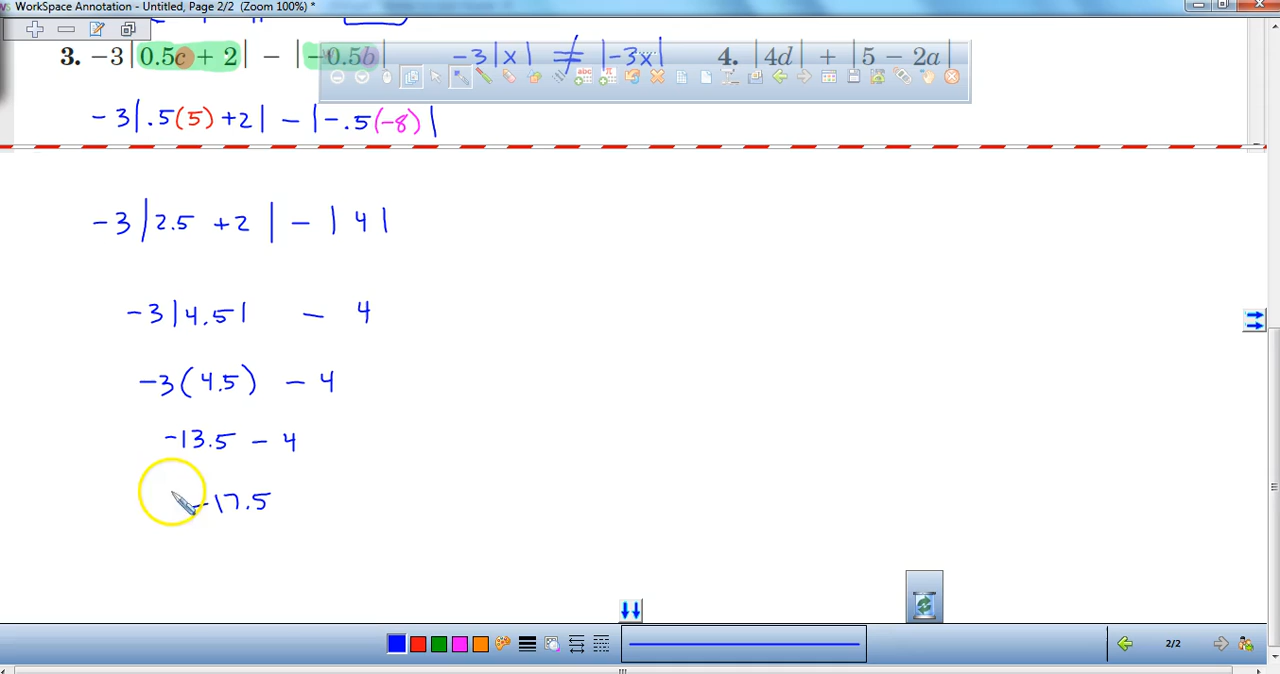 WorkSpace Annotation - Untitled, Page 2/2 (Zoom 100%) *
3. −3|0.5c + 2| − |−0.5b| -3|x| ≠ |-3x| 4. |4d| + |5 − 2a|
-3|.5(5)+2| - |-.5(-8)|
-3|2.5 +2| - |4|
-3|4.5| - 4
-3(4.5) - 4
-13.5 - 4
-17.5
2/2